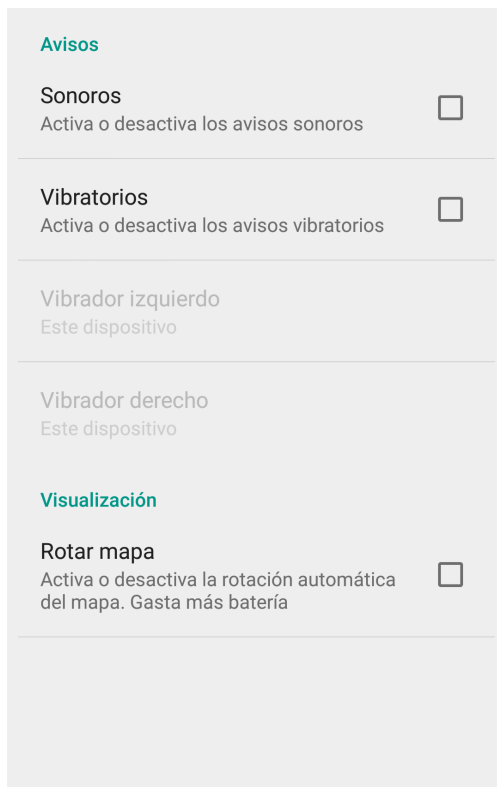 Avisos
Sonoros
Activa o desactiva los avisos sonoros
Vibratorios
Activa o desactiva los avisos vibratorios
Vibrador izquierdo
Este dispositivo
Vibrador derecho
Este dispositivo
Visualización
Rotar mapa
Activa o desactiva la rotación automática
del mapa. Gasta más batería